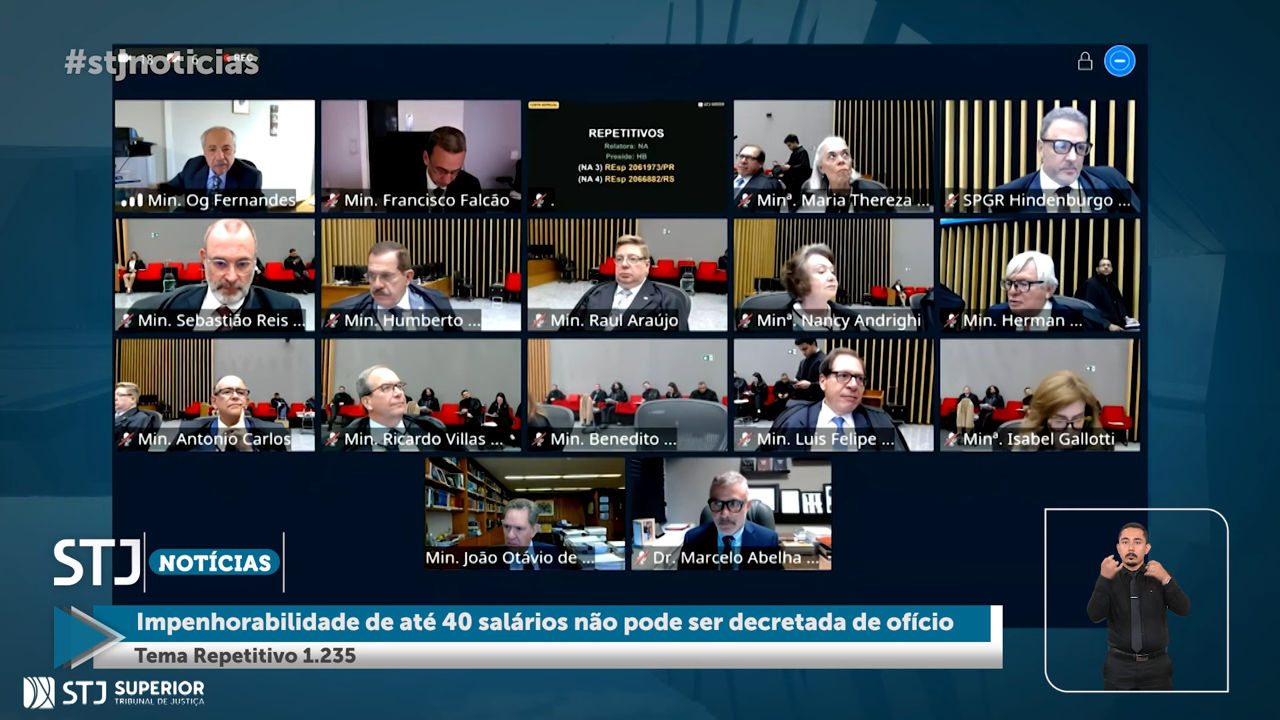 #stjnoticias
REC
REPETITIVOS
Relatora: NA
Preside: HB
(NA 3) REsp 2061973/PR
(NA 4) REsp 2066882/RS
Min. Og Fernandes
Min. Francisco Falcão
.
Minª. Maria Thereza ...
SPGR Hindenburgo ...
Min. Sebastião Reis ...
Min. Humberto ...
Min. Raul Araújo
Minª. Nancy Andrighi
Min. Herman ...
Min. Antonio Carlos
Min. Ricardo Villas ...
Min. Benedito ...
Min. Luis Felipe ...
Minª. Isabel Gallotti
Min. João Otávio de ...
Dr. Marcelo Abelha ...
STJ NOTÍCIAS
Impenhorabilidade de até 40 salários não pode ser decretada de ofício
Tema Repetitivo 1.235
STJ SUPERIOR
TRIBUNAL DE JUSTIÇA